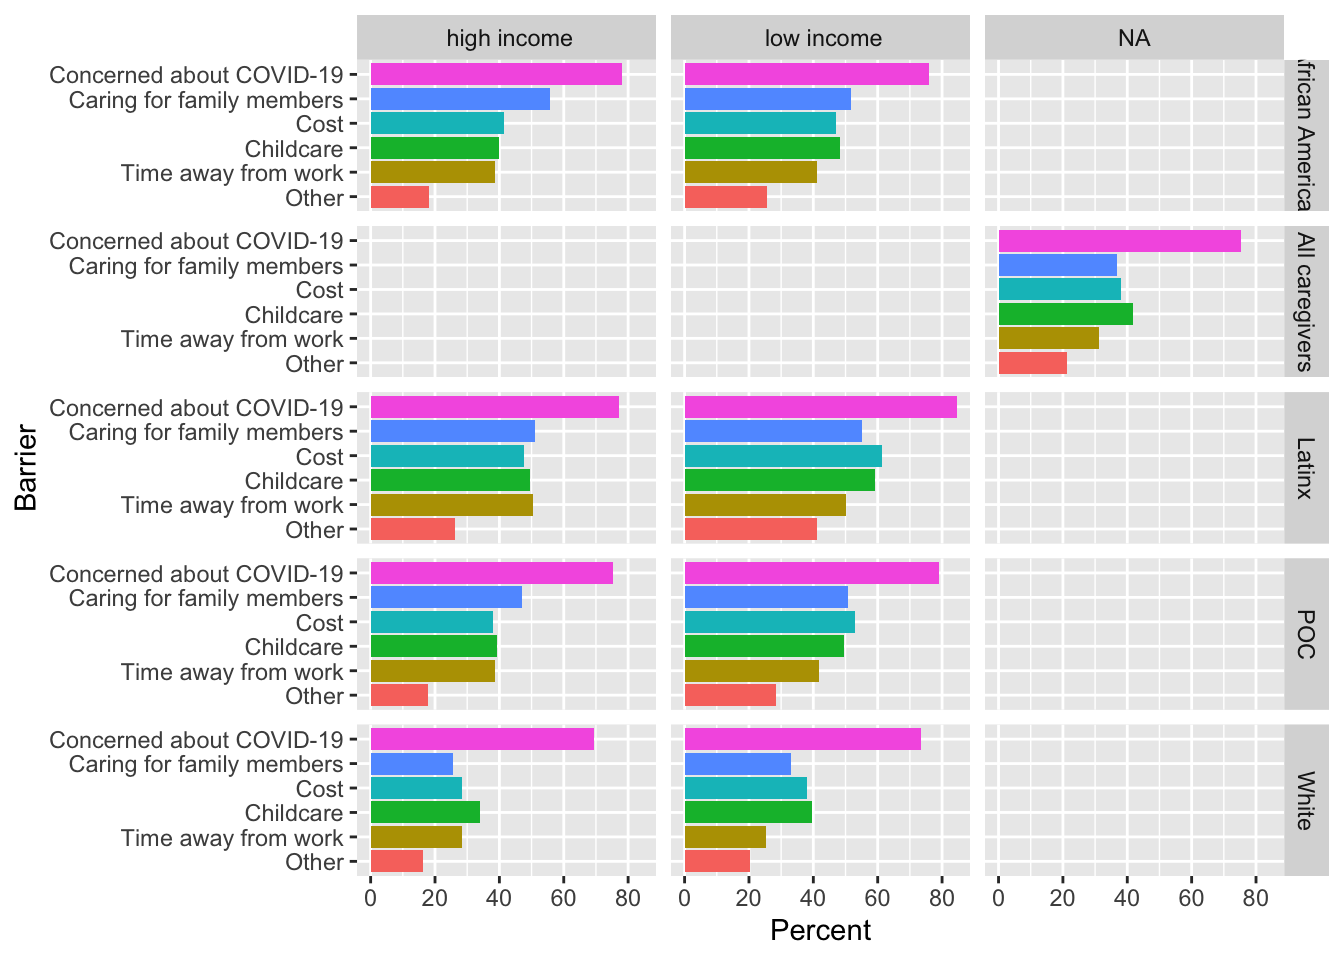 high income low income NA
Concerned about COVID-19
Caring for family members
Cost
Childcare
Time away from work
Other
African America
Concerned about COVID-19
Caring for family members
Cost
Childcare
Time away from work
Other
All caregivers
Concerned about COVID-19
Caring for family members
Cost
Childcare
Time away from work
Other
Latinx
Concerned about COVID-19
Caring for family members
Cost
Childcare
Time away from work
Other
POC
Concerned about COVID-19
Caring for family members
Cost
Childcare
Time away from work
Other
White
Barrier
0 20 40 60 80 0 20 40 60 80 0 20 40 60 80
Percent